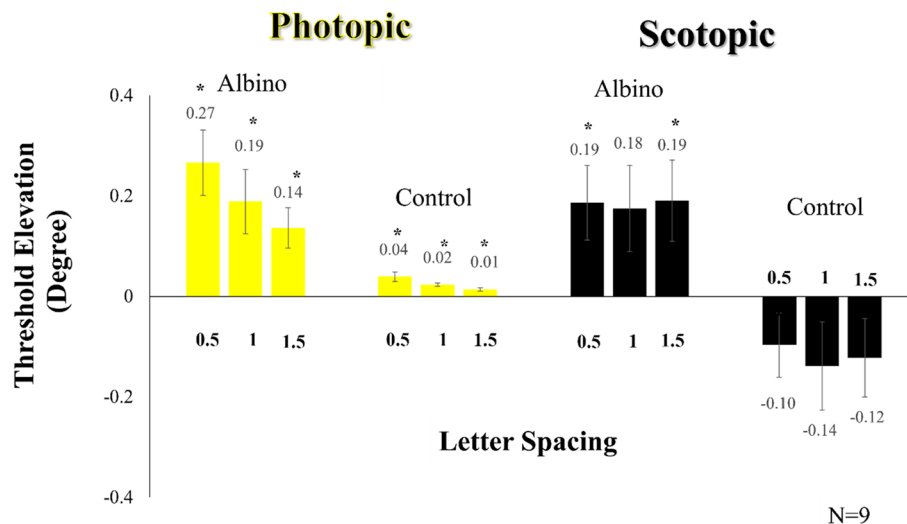 Photopic
Scotopic
Albino
Albino
Control
Control
Threshold Elevation
(Degree)
0.4
0.2
0
-0.2
-0.4
* * *
0.27 0.19 0.14
* * *
0.04 0.02 0.01
* *
0.19 0.18 0.19
0.5 1 1.5
0.5 1 1.5
0.5 1 1.5
0.5 1 1.5
-0.10 -0.14 -0.12
Letter Spacing
N=9